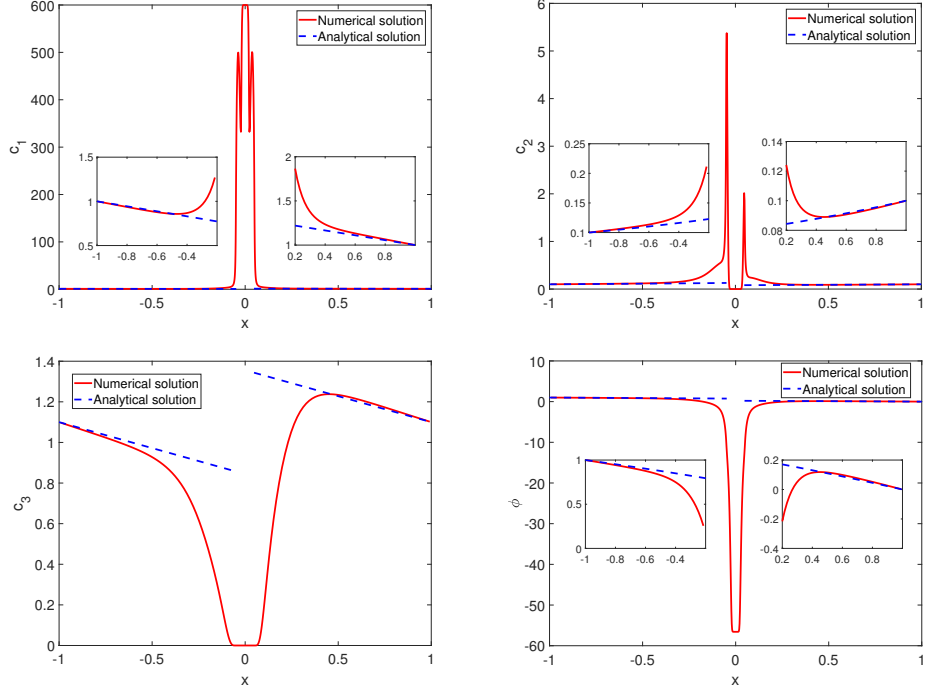 600
500
400
300
200
100
0
c1
Numerical solution
Analytical solution
1.5
1
0.5
-1 -0.8 -0.6 -0.4
2
1.5
1
0.2 0.4 0.6 0.8
-1 -0.5 0 0.5 1
x
6
5
4
3
2
1
0
c2
Numerical solution
Analytical solution
0.25
0.2
0.15
0.1
-1 -0.8 -0.6 -0.4
0.14
0.12
0.1
0.08
0.2 0.4 0.6 0.8
-1 -0.5 0 0.5 1
x
1.4
1.2
1
0.8
0.6
0.4
0.2
0
c3
Numerical solution
Analytical solution
-1 -0.5 0 0.5 1
x
10
0
-10
-20
-30
-40
-50
-60
ϕ
Numerical solution
Analytical solution
1
0.5
0
-1 -0.8 -0.6 -0.4
0.2
0
-0.2
-0.4
0.2 0.4 0.6 0.8
-1 -0.5 0 0.5 1
x